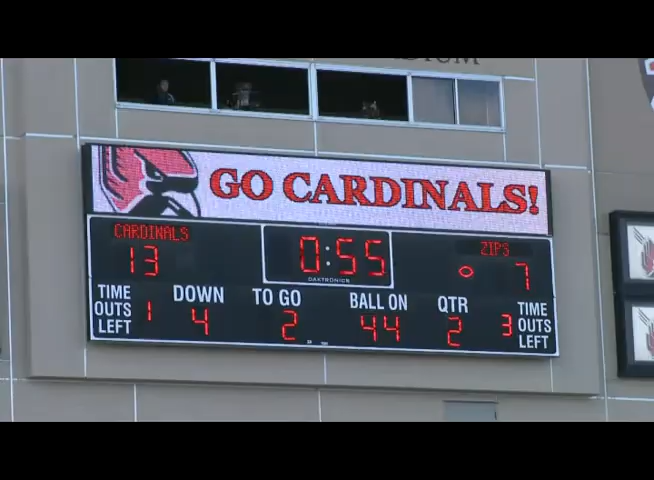 GO CARDINALS!
CARDINALS 0:55 ZIPS
13 7
DAKTRONICS
TIME OUTS LEFT 1 DOWN 4 TO GO 2 BALL ON 44 QTR 2 3 TIME OUTS LEFT